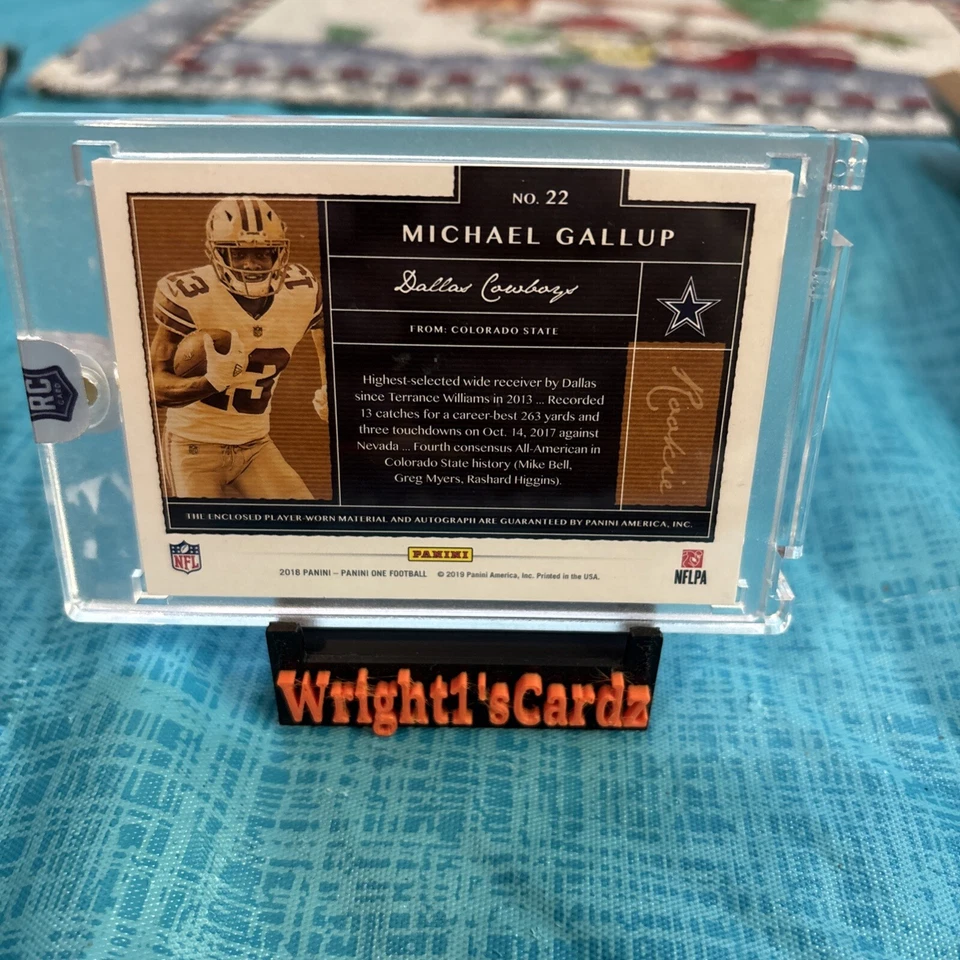 NO. 22
MICHAEL GALLUP
Dallas Cowboys
FROM: COLORADO STATE
Highest-selected wide receiver by Dallas
since Terrance Williams in 2013 ... Recorded
13 catches for a career-best 263 yards and
three touchdowns on Oct. 14, 2017 against
Nevada ... Fourth consensus All-American in
Colorado State history (Mike Bell,
Greg Myers, Rashard Higgins).
Rookie
13
13
13
RC
CARD
THE ENCLOSED PLAYER-WORN MATERIAL AND AUTOGRAPH ARE GUARANTEED BY PANINI AMERICA, INC.
NFL
PANINI
NFLPA
2018 PANINI – PANINI ONE FOOTBALL © 2019 Panini America, Inc. Printed in the USA.
Wright1'sCardz